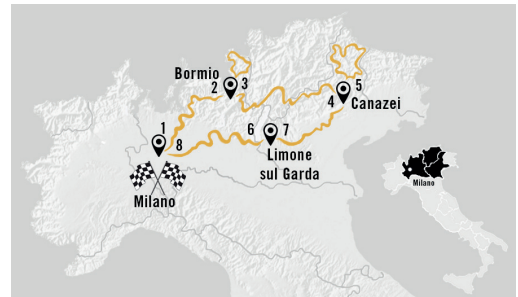 Bormio
2 3
5
4
Canazei
1
6 7
8
Limone
sul Garda
Milano
Milano